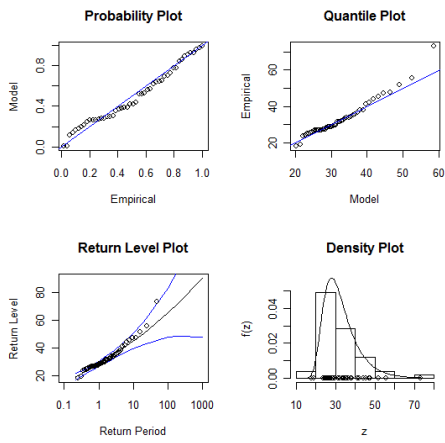 Probability Plot
Model
0.0 0.4 0.8
0.0 0.2 0.4 0.6 0.8 1.0
Empirical
Quantile Plot
Empirical
20 40 60
20 30 40 50 60
Model
Return Level Plot
Return Level
20 40 60 80
0.1 1 10 100 1000
Return Period
Density Plot
f(z)
0.00 0.02 0.04
10 30 50 70
z